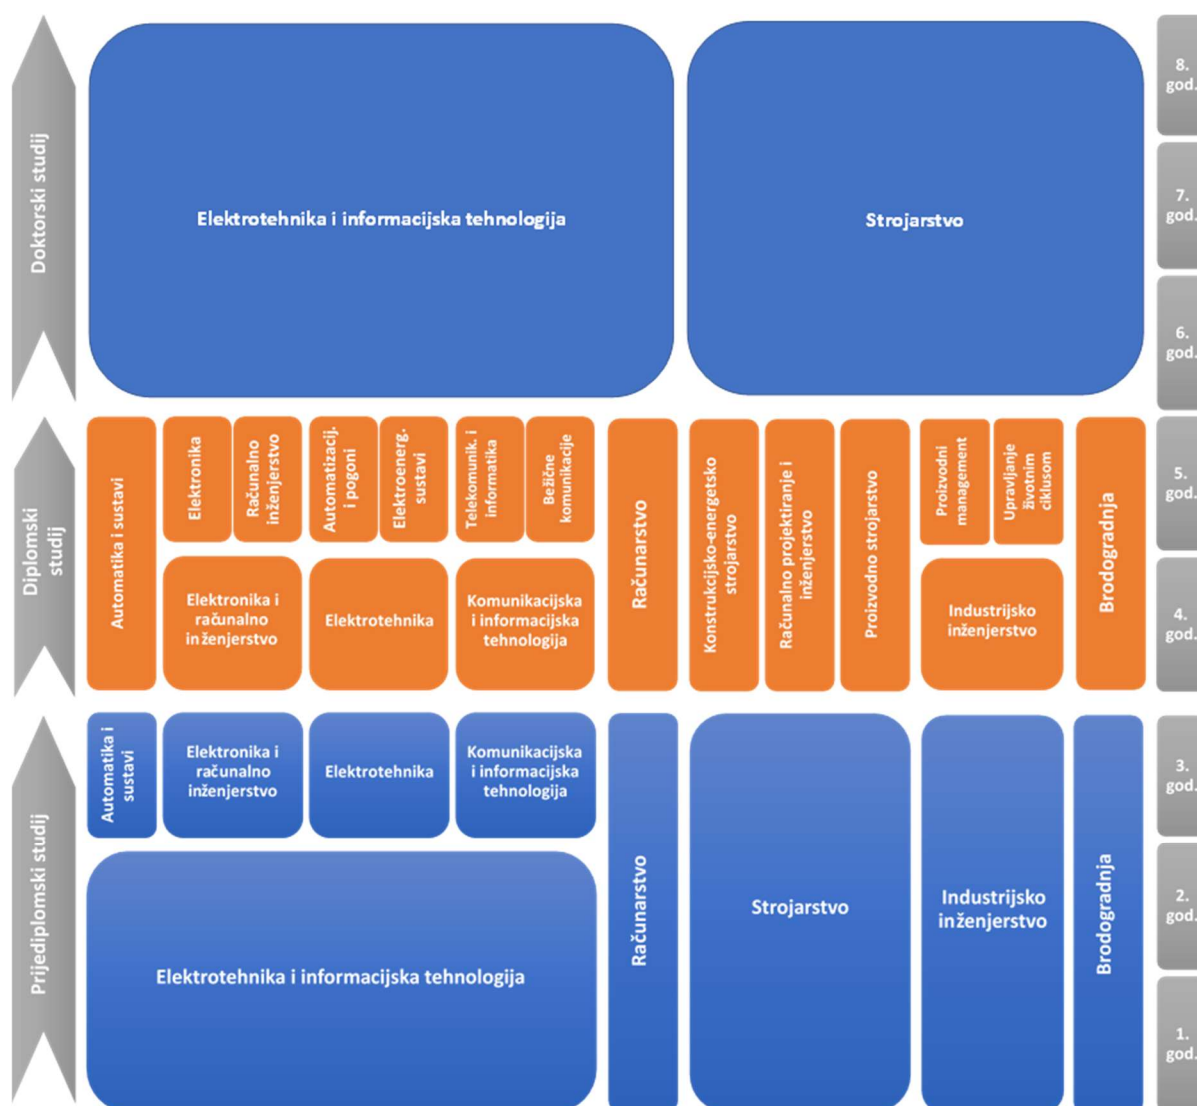 Doktorski studij
Elektrotehnika i informacijska tehnologija
Strojarstvo
8.
god.
7.
god.
6.
god.
Diplomski
studij
Automatika i sustavi
Elektronika
Računalno
inženjerstvo
Automatizacij.
i pogoni
Elektroenerg.
sustavi
Telekomunik. i
informatika
Bežične
komunikacije
Elektronika i
računalno
inženjerstvo
Elektrotehnika
Komunikacijska
i informacijska
tehnologija
Računarstvo
Konstrukcijsko-energetsko
strojarstvo
Računalno projektiranje i
inženjerstvo
Proizvodno strojarstvo
Proizvodni
management
Upravljanje
životnim
ciklusom
Industrijsko
inženjerstvo
Brodogradnja
5.
god.
4.
god.
Prijediplomski studij
Automatika i
sustavi
Elektronika i
računalno
inženjerstvo
Elektrotehnika
Komunikacijska
i informacijska
tehnologija
Elektrotehnika i informacijska tehnologija
Računarstvo
Strojarstvo
Industrijsko
inženjerstvo
Brodogradnja
3.
god.
2.
god.
1.
god.